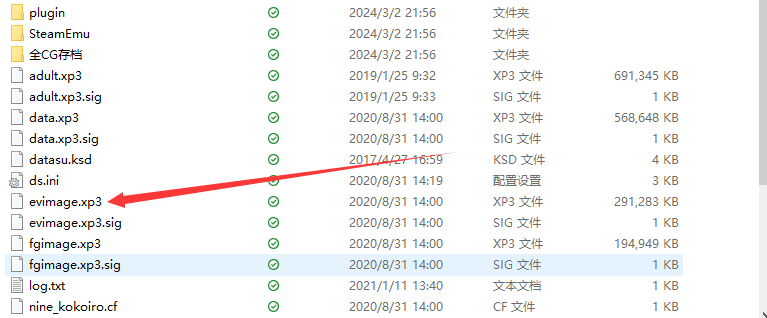 plugin 2024/3/2 21:56 文件夹
SteamEmu 2024/3/2 21:56 文件夹
全CG存档 2024/3/2 21:56 文件夹
adult.xp3 2019/1/25 9:32 XP3 文件 691,345 KB
adult.xp3.sig 2019/1/25 9:33 SIG 文件 1 KB
data.xp3 2020/8/31 14:00 XP3 文件 568,648 KB
data.xp3.sig 2020/8/31 14:00 SIG 文件 1 KB
datasu.ksd 2017/4/27 16:59 KSD 文件 4 KB
ds.ini 2020/8/31 14:19 配置设置 3 KB
evimage.xp3 2020/8/31 14:00 XP3 文件 291,283 KB
evimage.xp3.sig 2020/8/31 14:00 SIG 文件 1 KB
fgimage.xp3 2020/8/31 14:00 XP3 文件 194,949 KB
fgimage.xp3.sig 2020/8/31 14:00 SIG 文件 1 KB
log.txt 2021/1/11 13:40 文本文档 1 KB
nine_kokoiro.cf 2020/8/31 14:00 CF 文件 1 KB